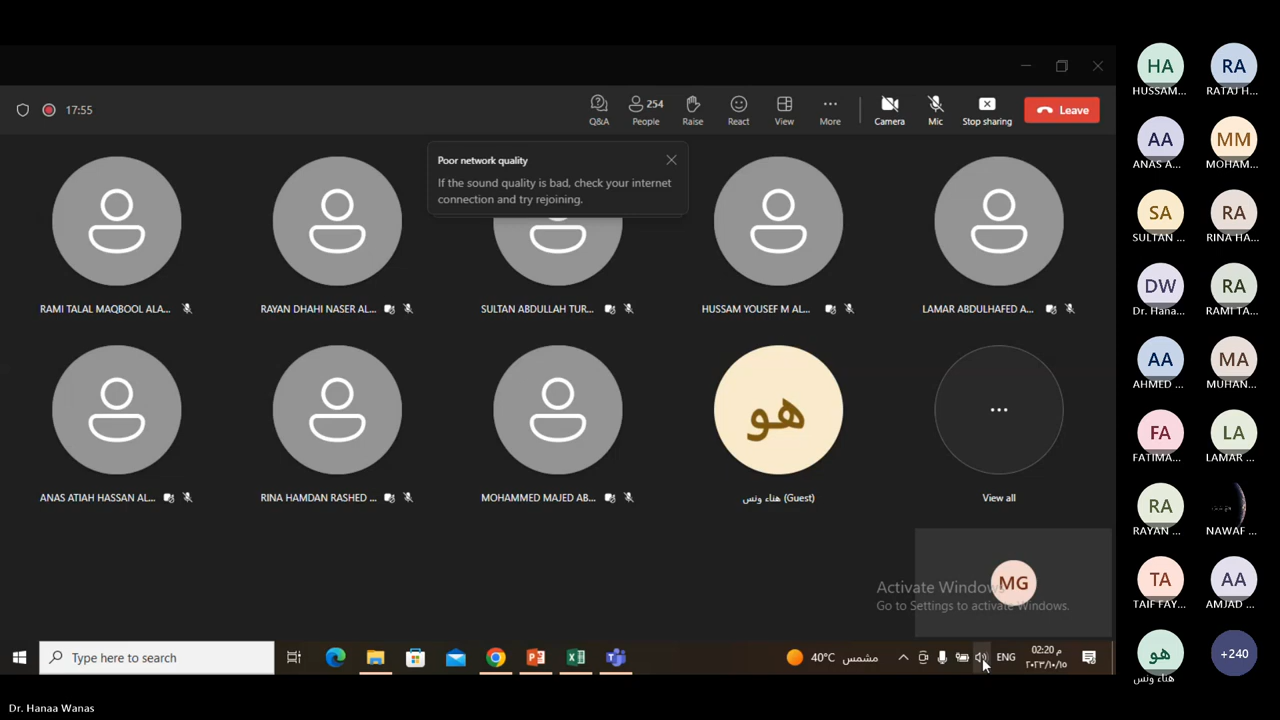 17:55
Q&A
254
People
Raise
React
View
More
Camera
Mic
Stop sharing
Leave
Poor network quality
If the sound quality is bad, check your internet
connection and try rejoining.
RAMI TALAL MAQBOOL ALA...
RAYAN DHAHI NASER AL...
SULTAN ABDULLAH TUR...
HUSSAM YOUSEF M AL...
LAMAR ABDULHAFED A...
هو
...
ANAS ATIAH HASSAN AL...
RINA HAMDAN RASHED ...
MOHAMMED MAJED AB...
هناء ونس (Guest)
View all
MG
Activate Windows
Go to Settings to activate Windows.
Type here to search
40°C مشمس
ENG
02:20 م
٢٠٢٣/١٠/١٥
HA
RA
HUSSAM...
RATAJ H...
AA
MM
ANAS A...
MOHAM...
SA
RA
SULTAN ...
RINA HA...
DW
RA
Dr. Hana...
RAMI TA...
AA
MA
AHMED ...
MUHAN...
FA
LA
FATIMA...
LAMAR ...
RA
RAYAN ...
NAWAF ...
TA
AA
TAIF FAY...
AMJAD ...
هو
+240
هناء ونس
Dr. Hanaa Wanas